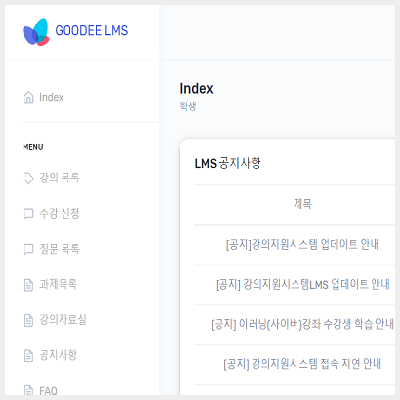 GOODEE LMS
Index
MENU
강의 목록
수강 신청
질문 목록
과제목록
강의자료실
공지사항
FAQ
Index
학생
LMS 공지사항
제목
[공지]강의지원시스템 업데이트 안내
[공지] 강의지원시스템LMS 업데이트 안내
[공지] 이러닝(사이버)강좌 수강생 학습 안내
[공지] 강의지원시스템 접속 지연 안내